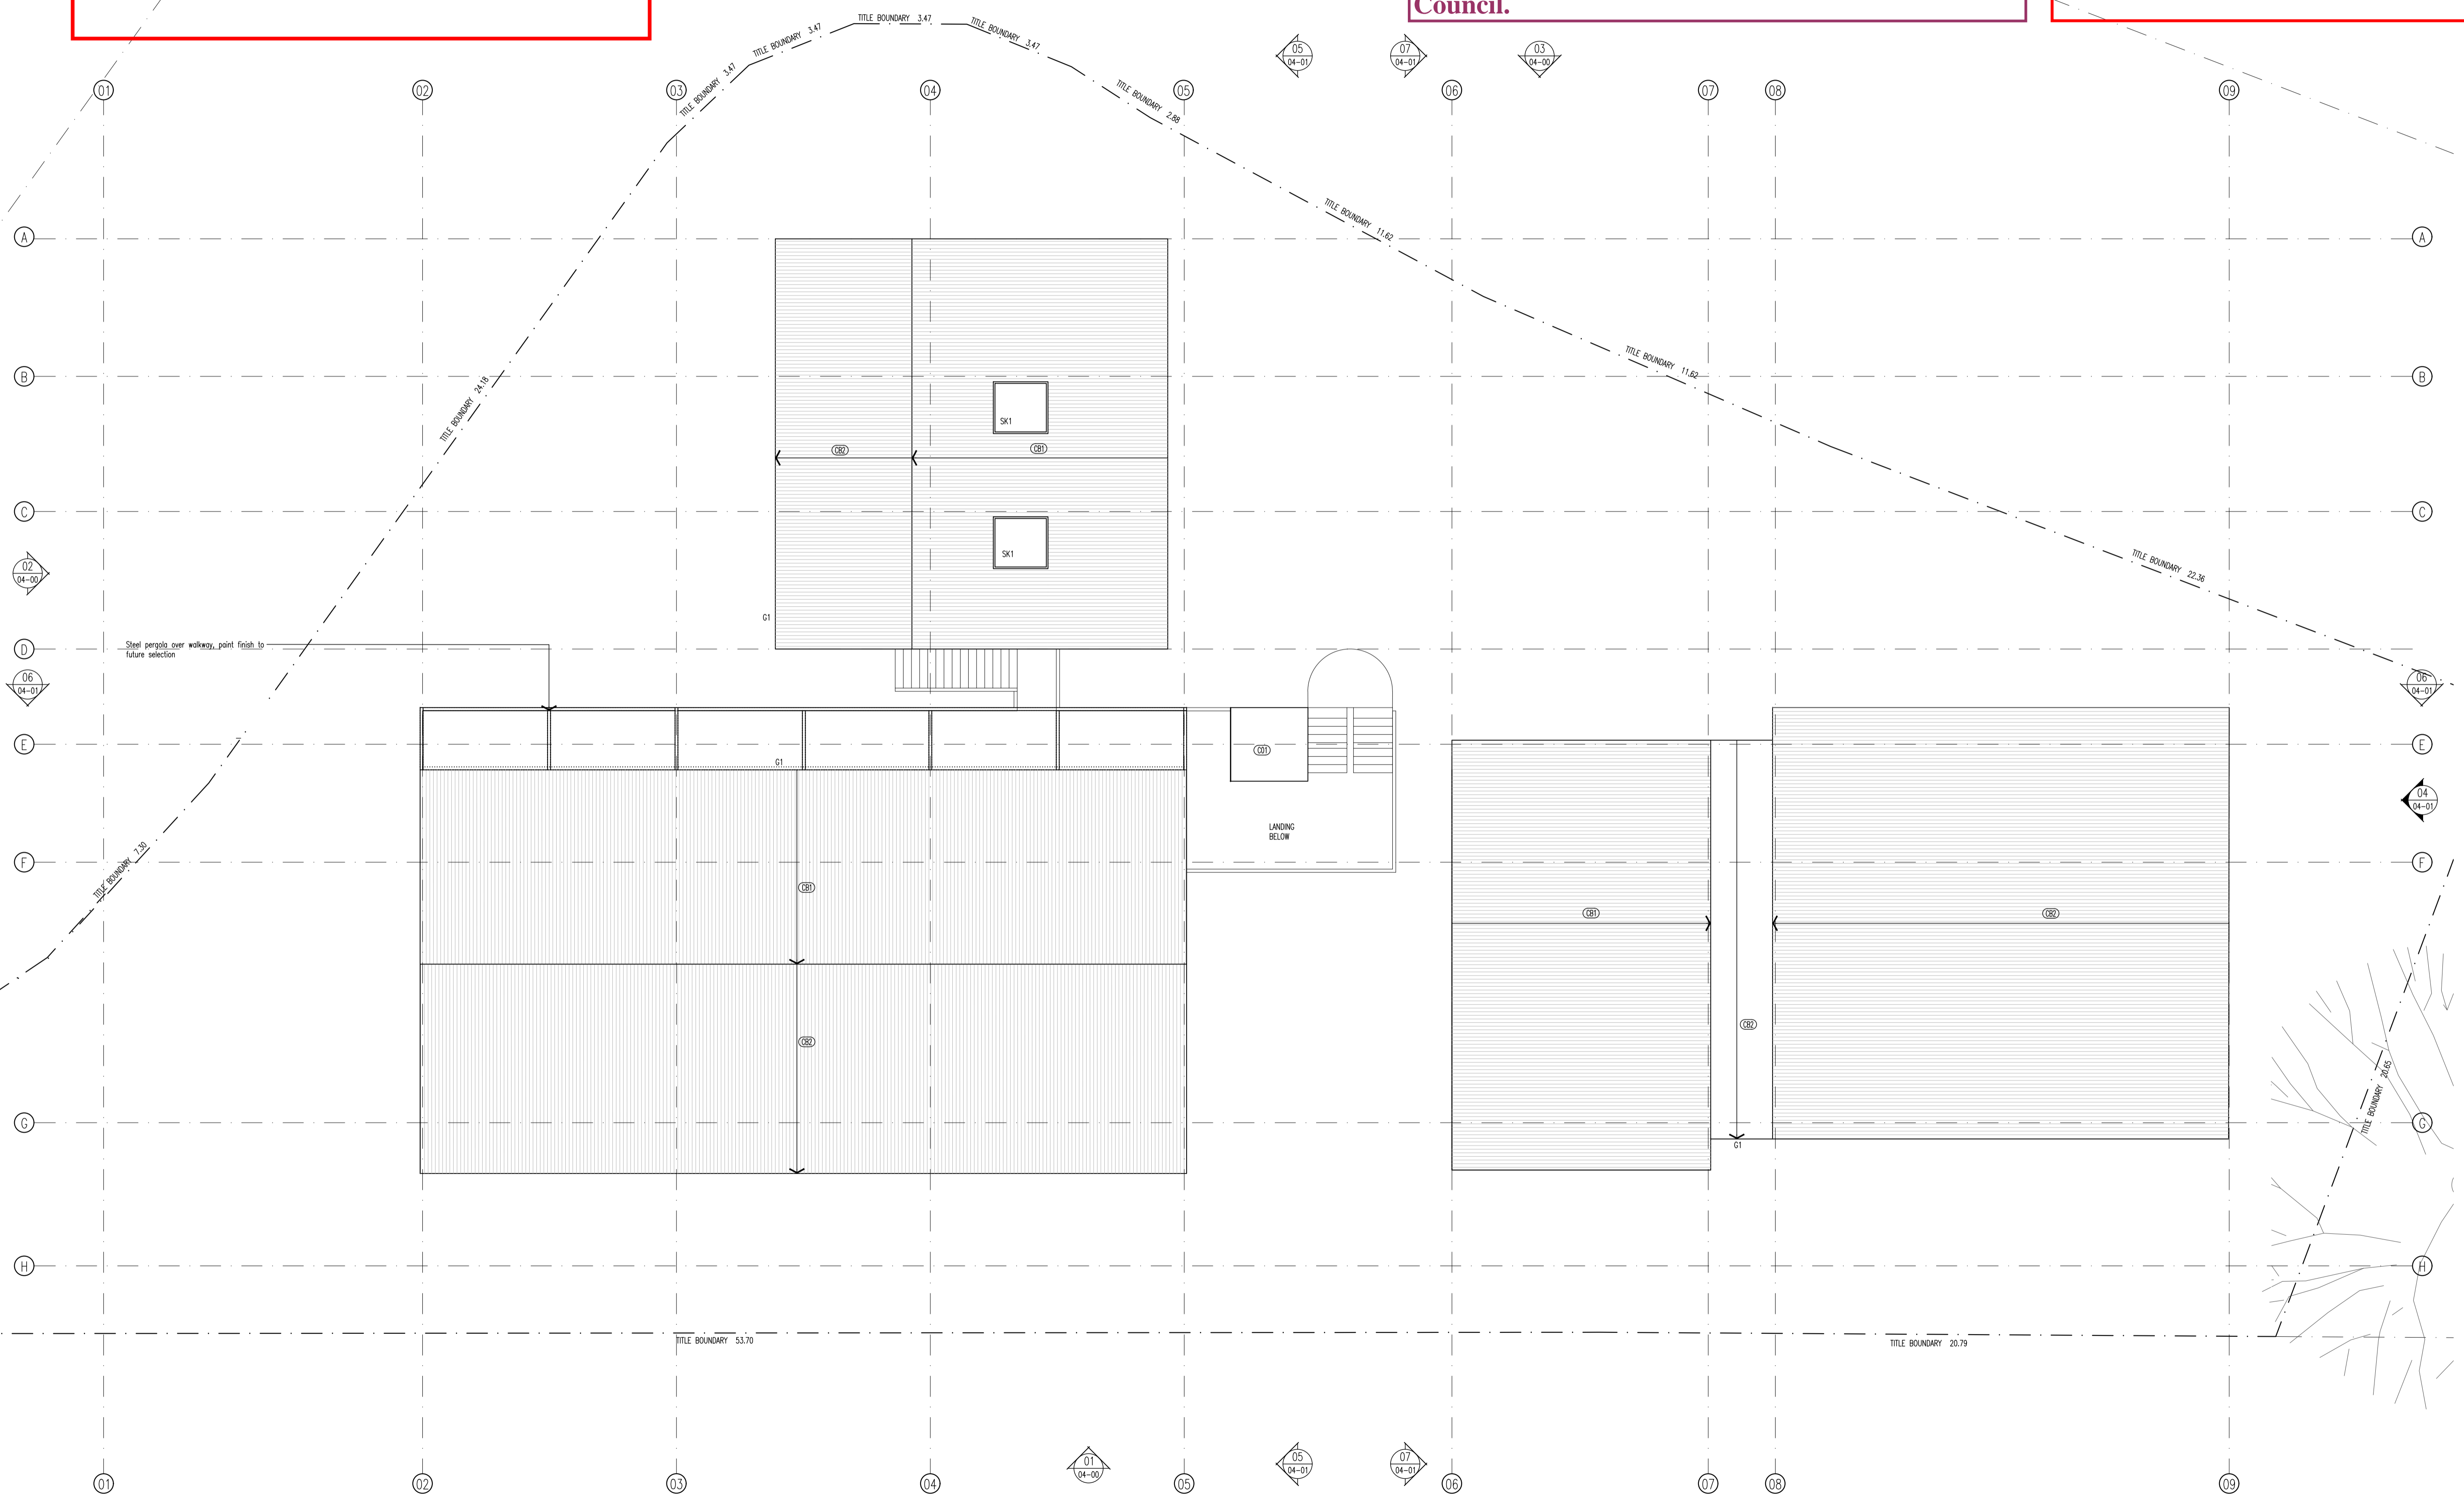 Council.
TITLE BOUNDARY 3.47
TITLE BOUNDARY 3.47
TITLE BOUNDARY 3.47
TITLE BOUNDARY 3.47
TITLE BOUNDARY 2.88
05
04-01
07
04-01
03
04-00
01
02
03
04
05
06
07
08
09
TITLE BOUNDARY 11.62
A
A
TITLE BOUNDARY 11.62
B
B
TITLE BOUNDARY 24.18
SK1
CB2
CB1
C
C
SK1
TITLE BOUNDARY 22.36
02
04-00
G1
Steel pergola over walkway, paint finish to
future selection
D
D
06
04-01
06
04-01
E
C01
E
G1
04
04-01
LANDING
BELOW
F
F
TITLE BOUNDARY 7.30
CB1
CB1
CB2
CB2
CB2
TITLE BOUNDARY 20.65
G
G
G1
H
H
TITLE BOUNDARY 53.70
TITLE BOUNDARY 20.79
01
04-00
05
04-01
07
04-01
01
02
03
04
05
06
07
08
09